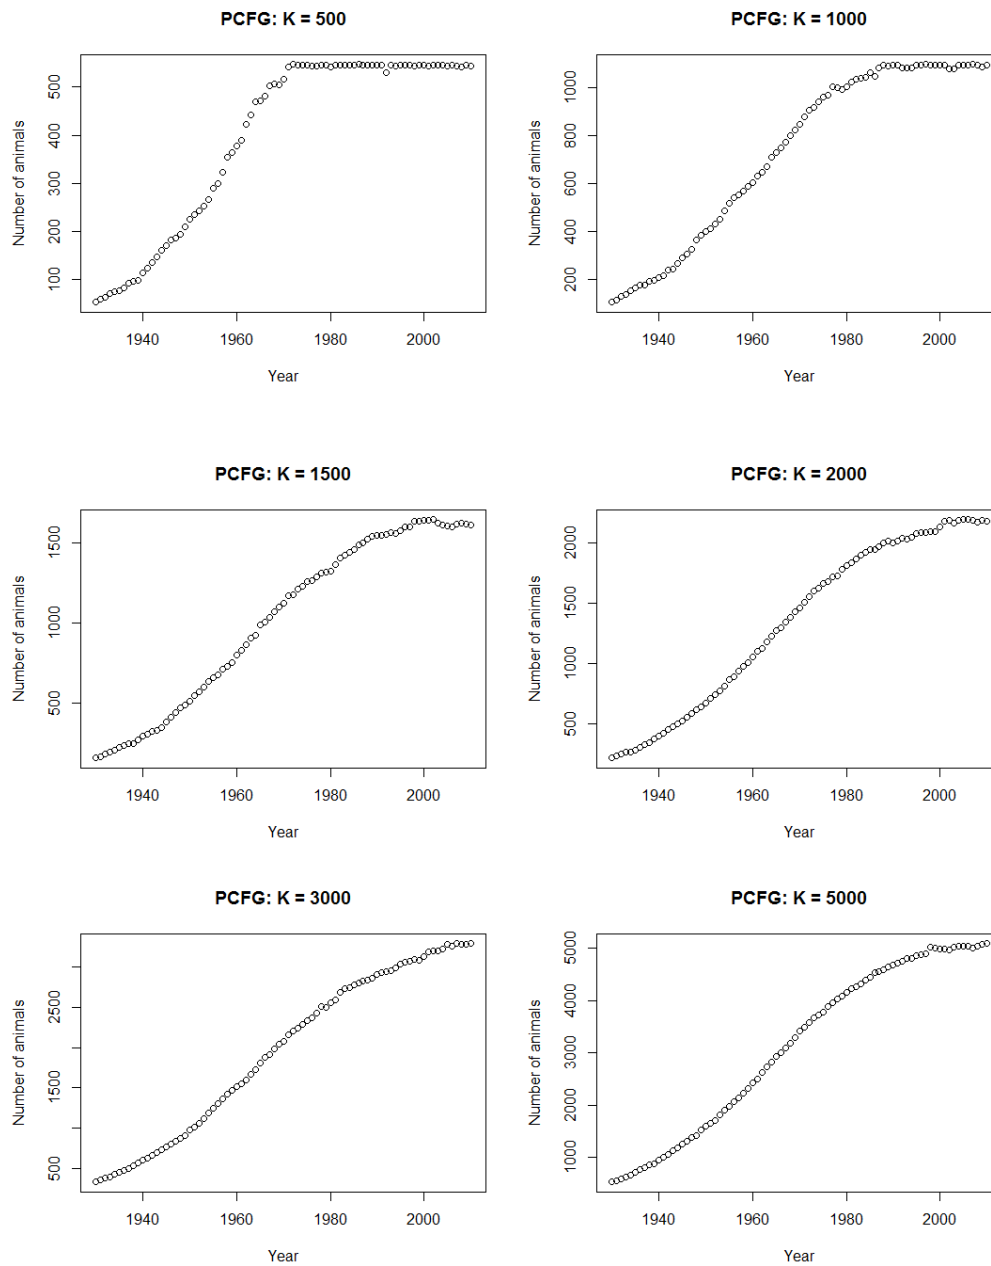 PCFG: K = 500
Number of animals
500
400
300
200
100
1940 1960 1980 2000
Year
PCFG: K = 1000
Number of animals
1000
800
600
400
200
1940 1960 1980 2000
Year
PCFG: K = 1500
Number of animals
1500
1000
500
1940 1960 1980 2000
Year
PCFG: K = 2000
Number of animals
2000
1500
1000
500
1940 1960 1980 2000
Year
PCFG: K = 3000
Number of animals
2500
1500
500
1940 1960 1980 2000
Year
PCFG: K = 5000
Number of animals
5000
4000
3000
2000
1000
1940 1960 1980 2000
Year